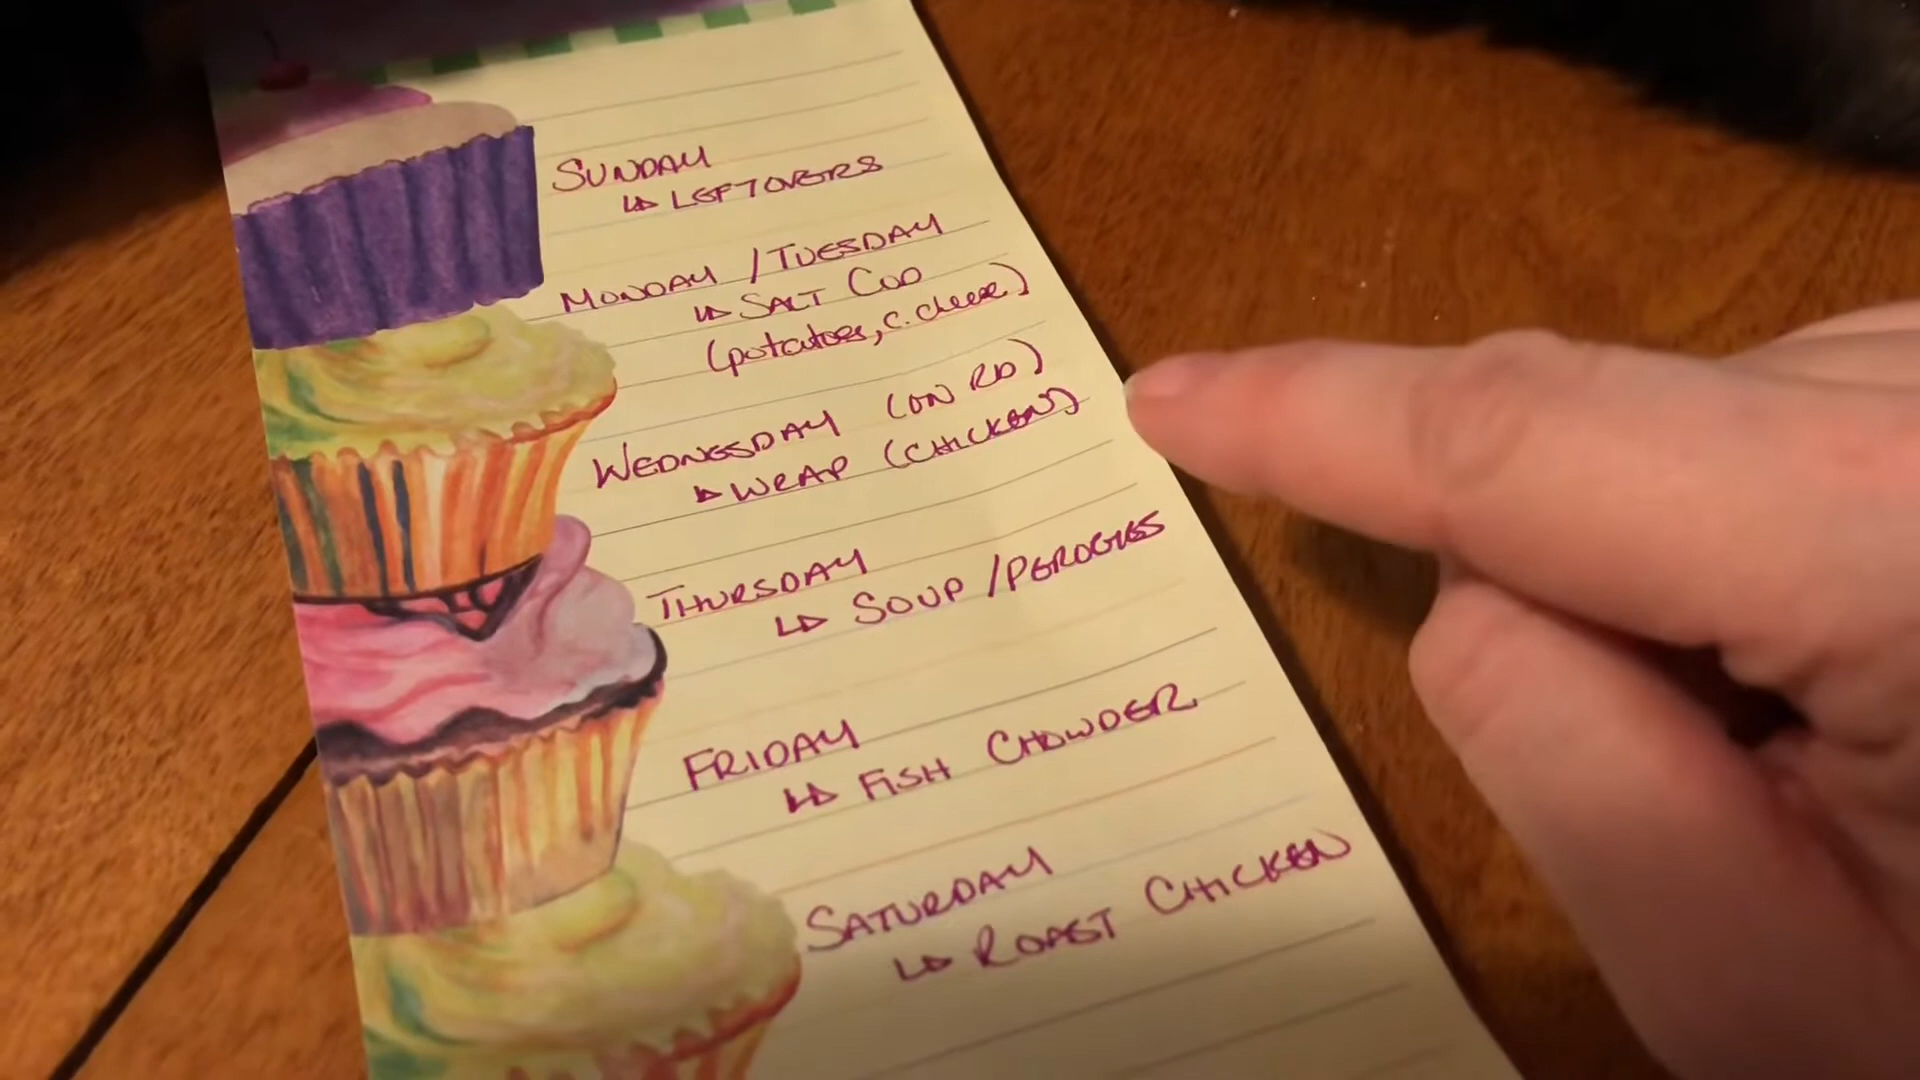 SUNDAY
↳ LEFTOVERS
MONDAY / TUESDAY
↳ SALT COD
(potatoes, c. cheese)
WEDNESDAY (ON RD)
↳ WRAP (CHICKEN)
THURSDAY
↳ SOUP / PEROGIES
FRIDAY
↳ FISH CHOWDER
SATURDAY
↳ ROAST CHICKEN